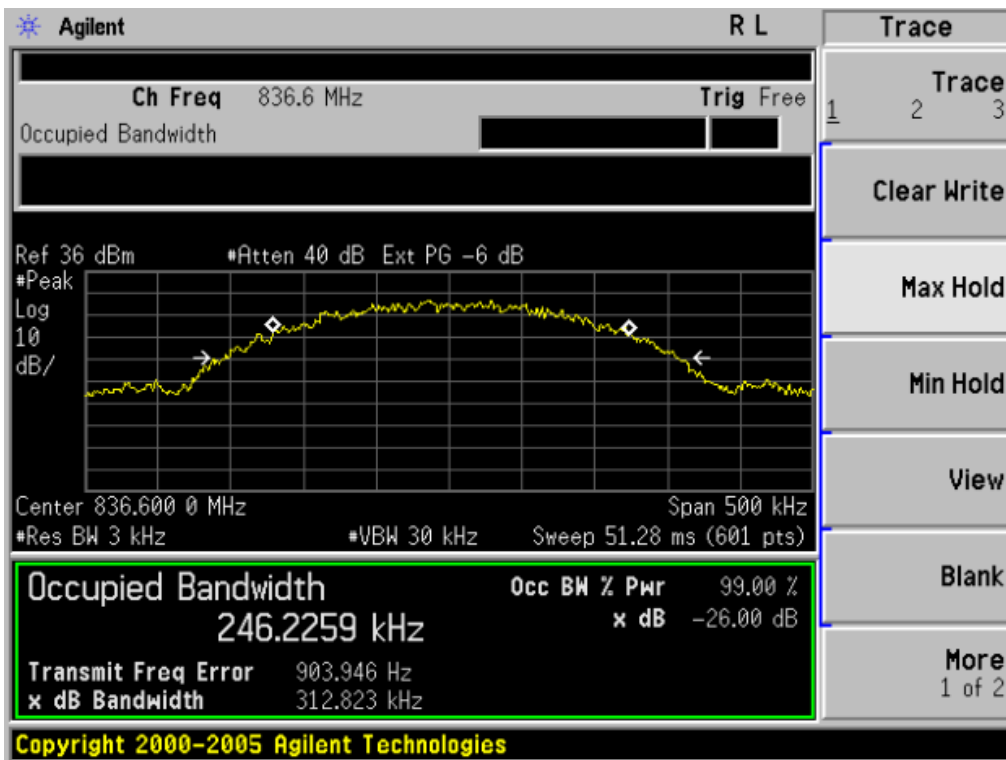 Agilent R L Trace
Ch Freq 836.6 MHz Trig Free
Occupied Bandwidth
Trace
1 2 3
Clear Write
Max Hold
Min Hold
View
Blank
More
1 of 2
Ref 36 dBm #Atten 40 dB Ext PG -6 dB
#Peak
Log
10
dB/
Center 836.600 0 MHz Span 500 kHz
#Res BW 3 kHz #VBW 30 kHz Sweep 51.28 ms (601 pts)
Occupied Bandwidth Occ BW % Pwr 99.00 %
246.2259 kHz x dB -26.00 dB
Transmit Freq Error 903.946 Hz
x dB Bandwidth 312.823 kHz
Copyright 2000-2005 Agilent Technologies